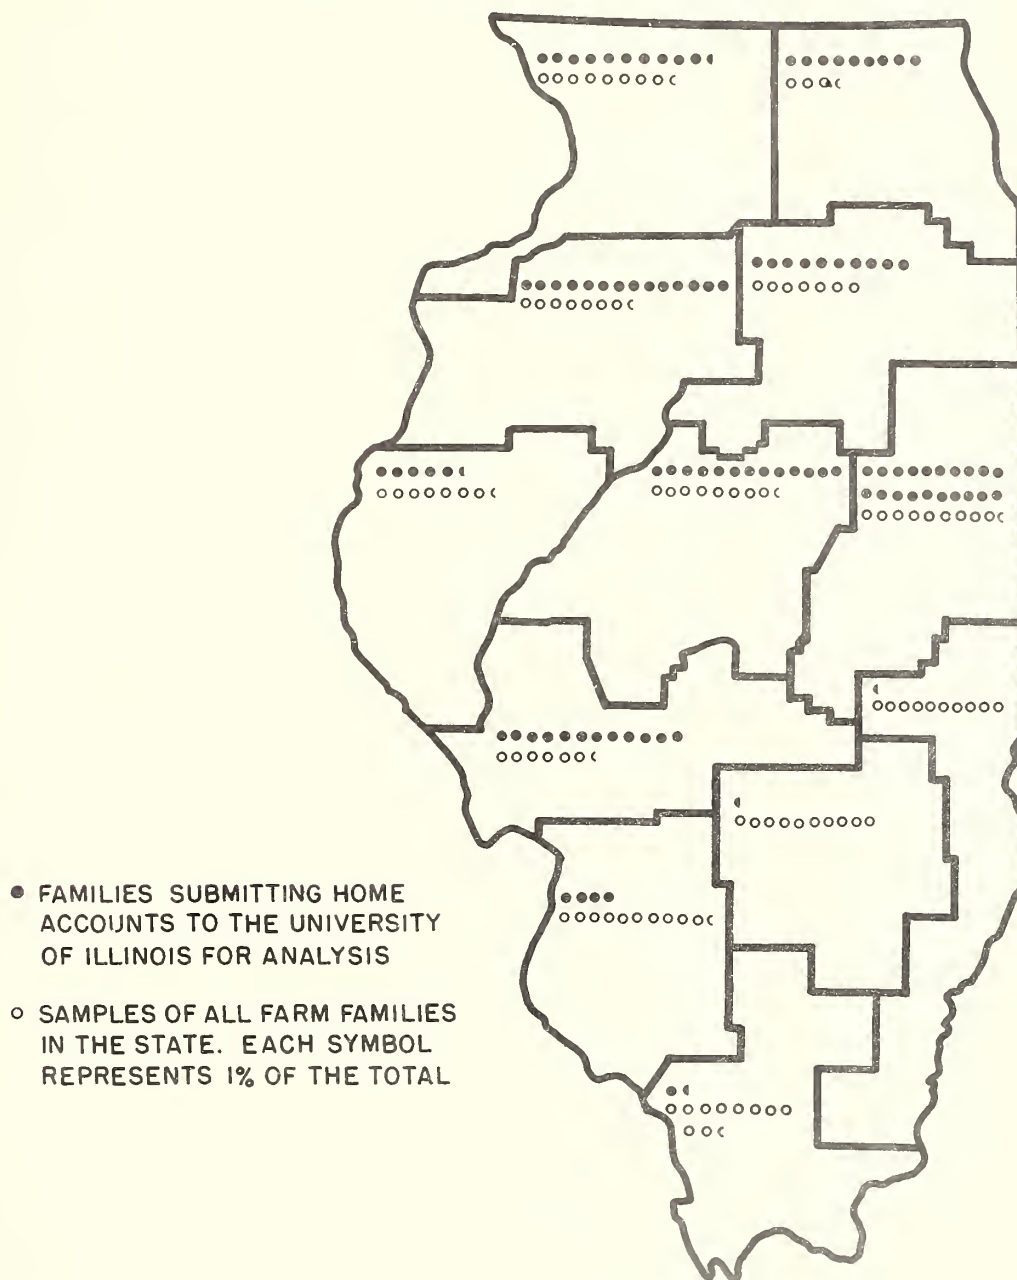 FAMILIES SUBMITTING HOME
ACCOUNTS TO THE UNIVERSITY
OF ILLINOIS FOR ANALYSIS
SAMPLES OF ALL FARM FAMILIES
IN THE STATE. EACH SYMBOL
REPRESENTS 1% OF THE TOTAL